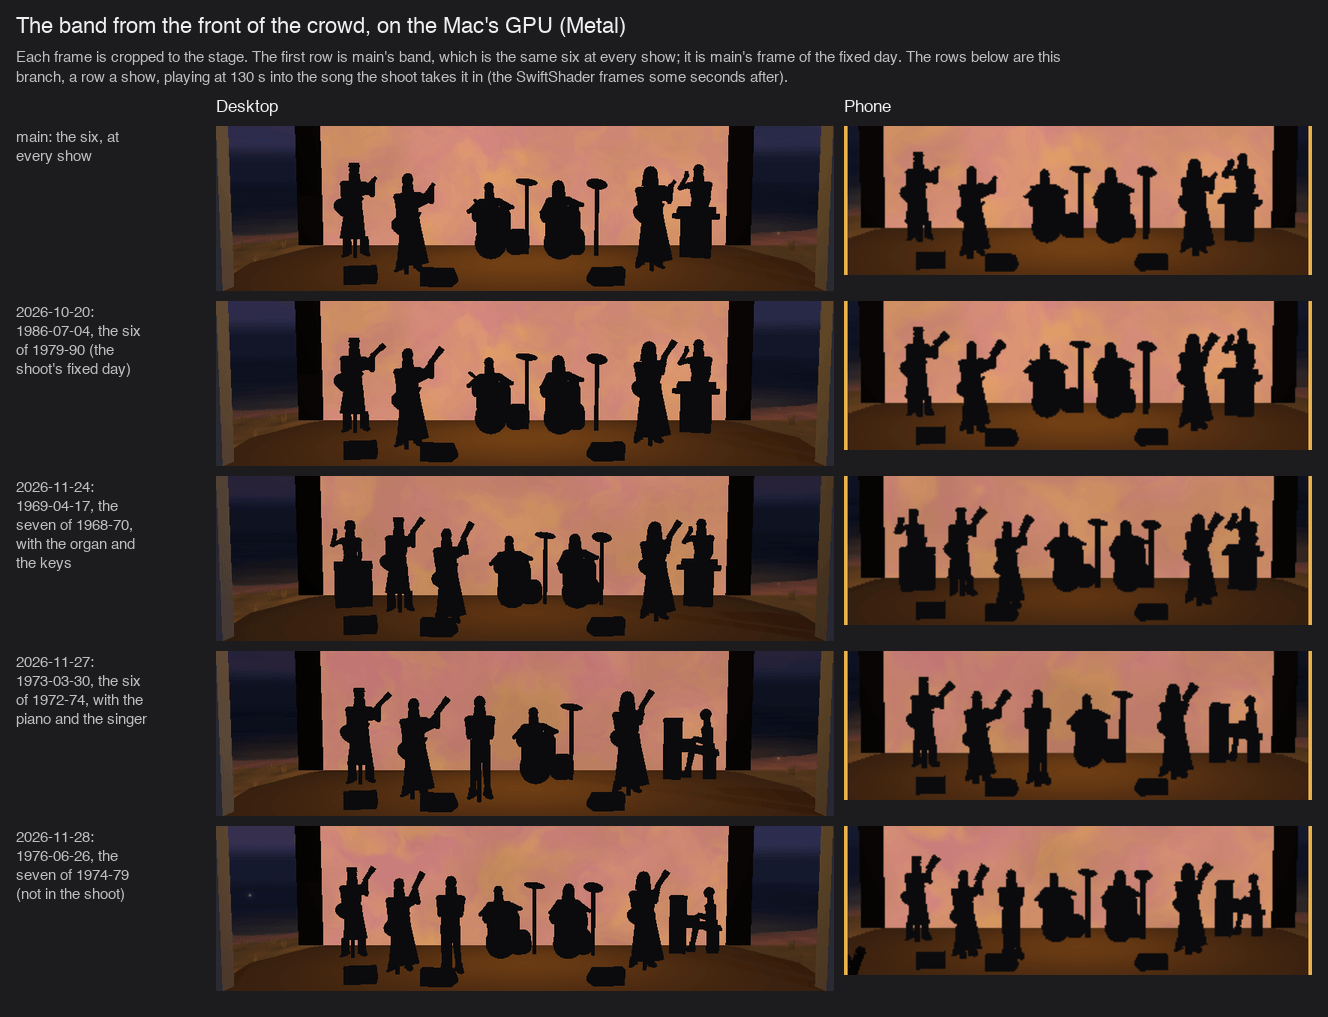 The band from the front of the crowd, on the Mac's GPU (Metal)
Each frame is cropped to the stage. The first row is main's band, which is the same six at every show; it is main's frame of the fixed day. The rows below are this
branch, a row a show, playing at 130 s into the song the shoot takes it in (the SwiftShader frames some seconds after).
Desktop
Phone
main: the six, at
every show
2026-10-20:
1986-07-04, the six
of 1979-90 (the
shoot's fixed day)
2026-11-24:
1969-04-17, the
seven of 1968-70,
with the organ and
the keys
2026-11-27:
1973-03-30, the six
of 1972-74, with the
piano and the singer
2026-11-28:
1976-06-26, the
seven of 1974-79
(not in the shoot)